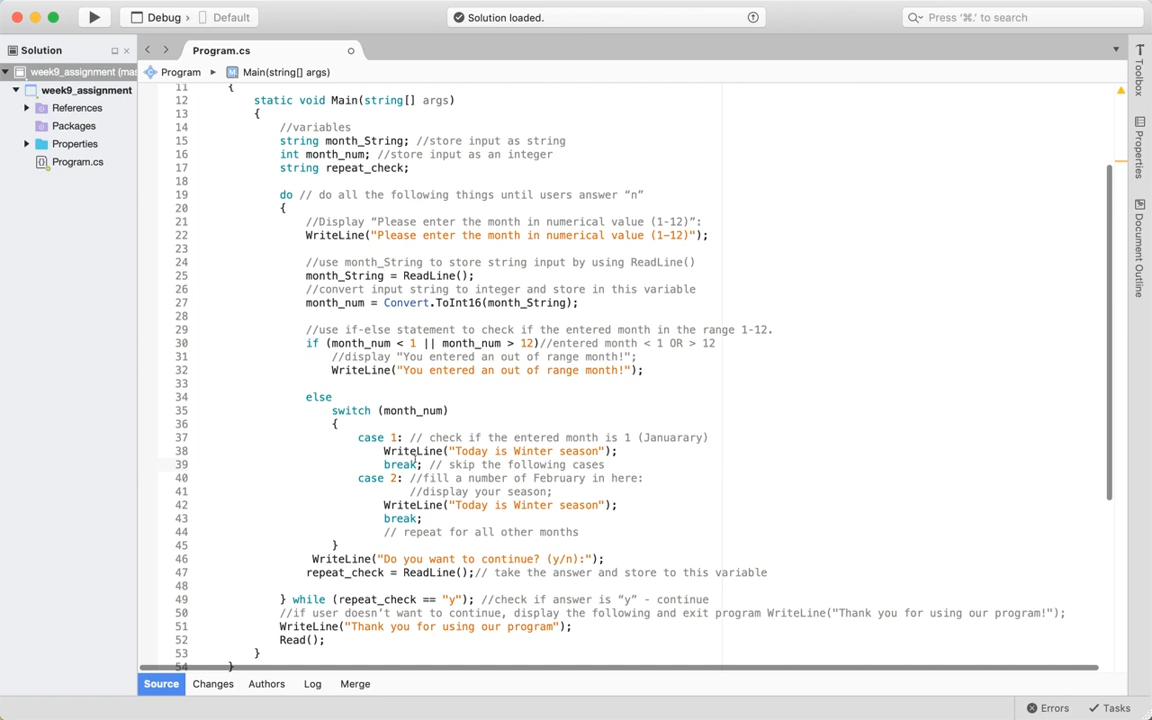 Debug › Default
Solution loaded.
Press '⌘.' to search
Solution
Program.cs
week9_assignment (mas
week9_assignment
References
Packages
Properties
Program.cs
Program ▸ Main(string[] args)
11 {
12 static void Main(string[] args)
13 {
14 //variables
15 string month_String; //store input as string
16 int month_num; //store input as an integer
17 string repeat_check;
18
19 do // do all the following things until users answer “n”
20 {
21 //Display “Please enter the month in numerical value (1-12)”:
22 WriteLine("Please enter the month in numerical value (1–12)");
23
24 //use month_String to store string input by using ReadLine()
25 month_String = ReadLine();
26 //convert input string to integer and store in this variable
27 month_num = Convert.ToInt16(month_String);
28
29 //use if-else statement to check if the entered month in the range 1-12.
30 if (month_num < 1 || month_num > 12)//entered month < 1 OR > 12
31 //display "You entered an out of range month!";
32 WriteLine("You entered an out of range month!");
33
34 else
35 switch (month_num)
36 {
37 case 1: // check if the entered month is 1 (Januarary)
38 WriteLine("Today is Winter season");
39 break; // skip the following cases
40 case 2: //fill a number of February in here:
41 //display your season;
42 WriteLine("Today is Winter season");
43 break;
44 // repeat for all other months
45 }
46 WriteLine("Do you want to continue? (y/n):");
47 repeat_check = ReadLine();// take the answer and store to this variable
48
49 } while (repeat_check == "y"); //check if answer is “y” - continue
50 //if user doesn’t want to continue, display the following and exit program WriteLine("Thank you for using our program!");
51 WriteLine("Thank you for using our program");
52 Read();
53 }
54 }
Source Changes Authors Log Merge
Toolbox
Properties
Document Outline
Errors Tasks